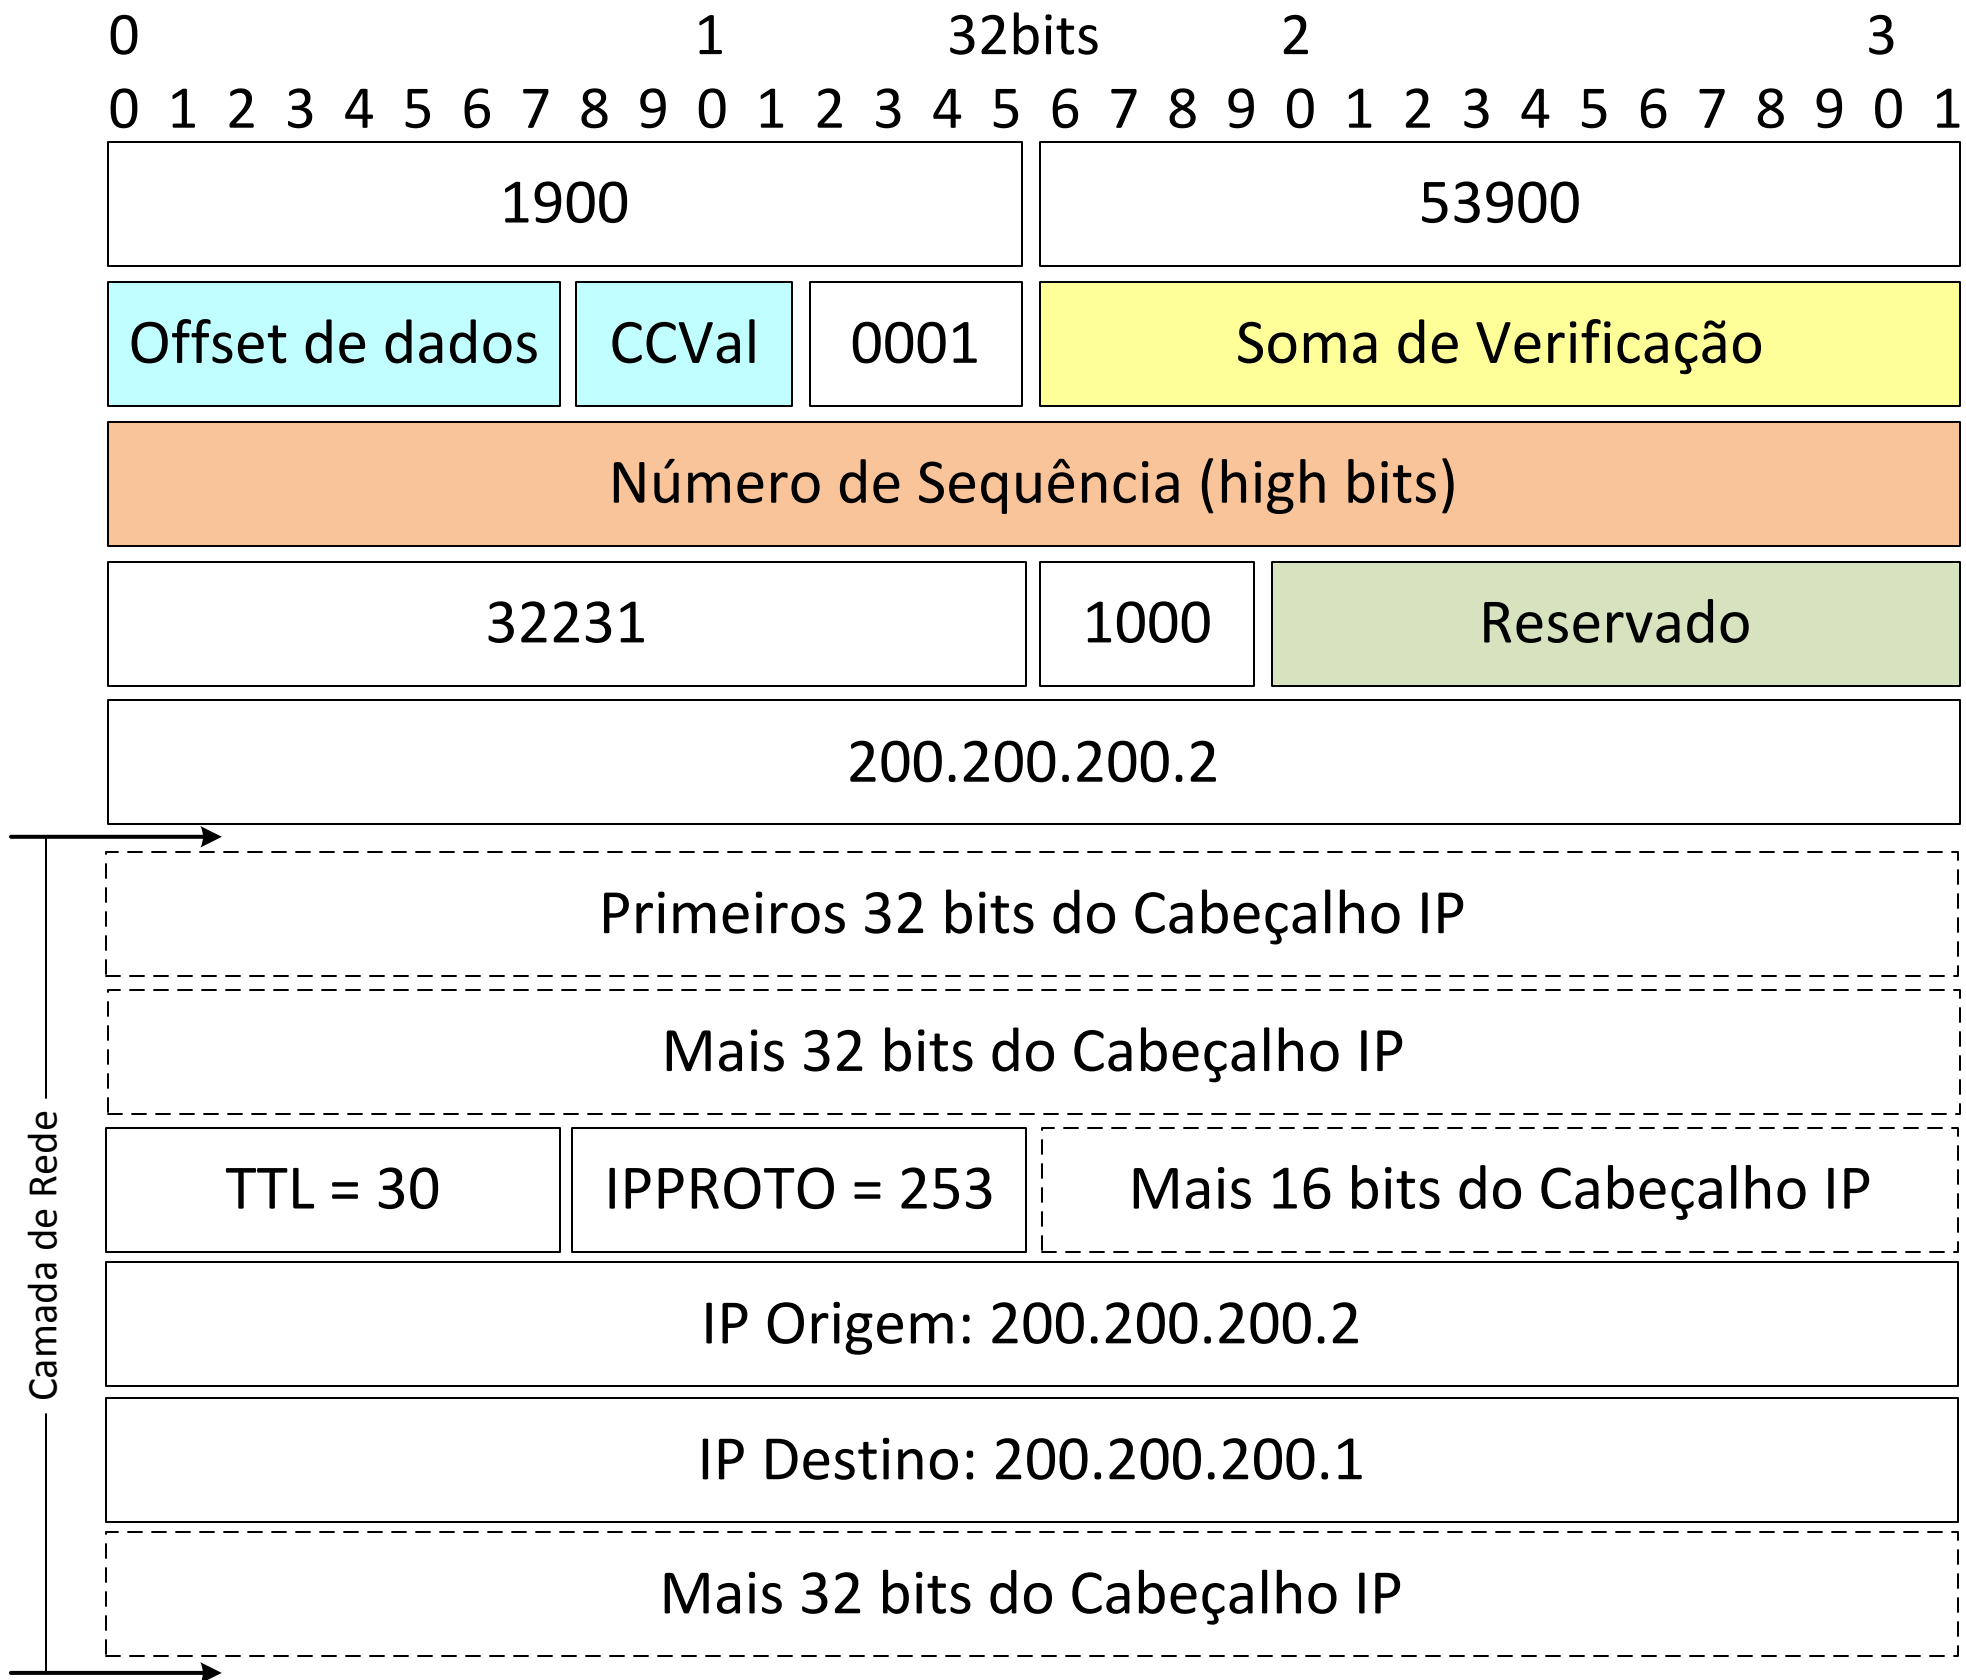 0 1 32bits 2 3
0 1 2 3 4 5 6 7 8 9 0 1 2 3 4 5 6 7 8 9 0 1 2 3 4 5 6 7 8 9 0 1
1900 53900
Offset de dados CCVal 0001 Soma de Verificação
Número de Sequência (high bits)
32231 1000 Reservado
200.200.200.2
Camada de Rede
Primeiros 32 bits do Cabeçalho IP
Mais 32 bits do Cabeçalho IP
TTL = 30 IPPROTO = 253 Mais 16 bits do Cabeçalho IP
IP Origem: 200.200.200.2
IP Destino: 200.200.200.1
Mais 32 bits do Cabeçalho IP